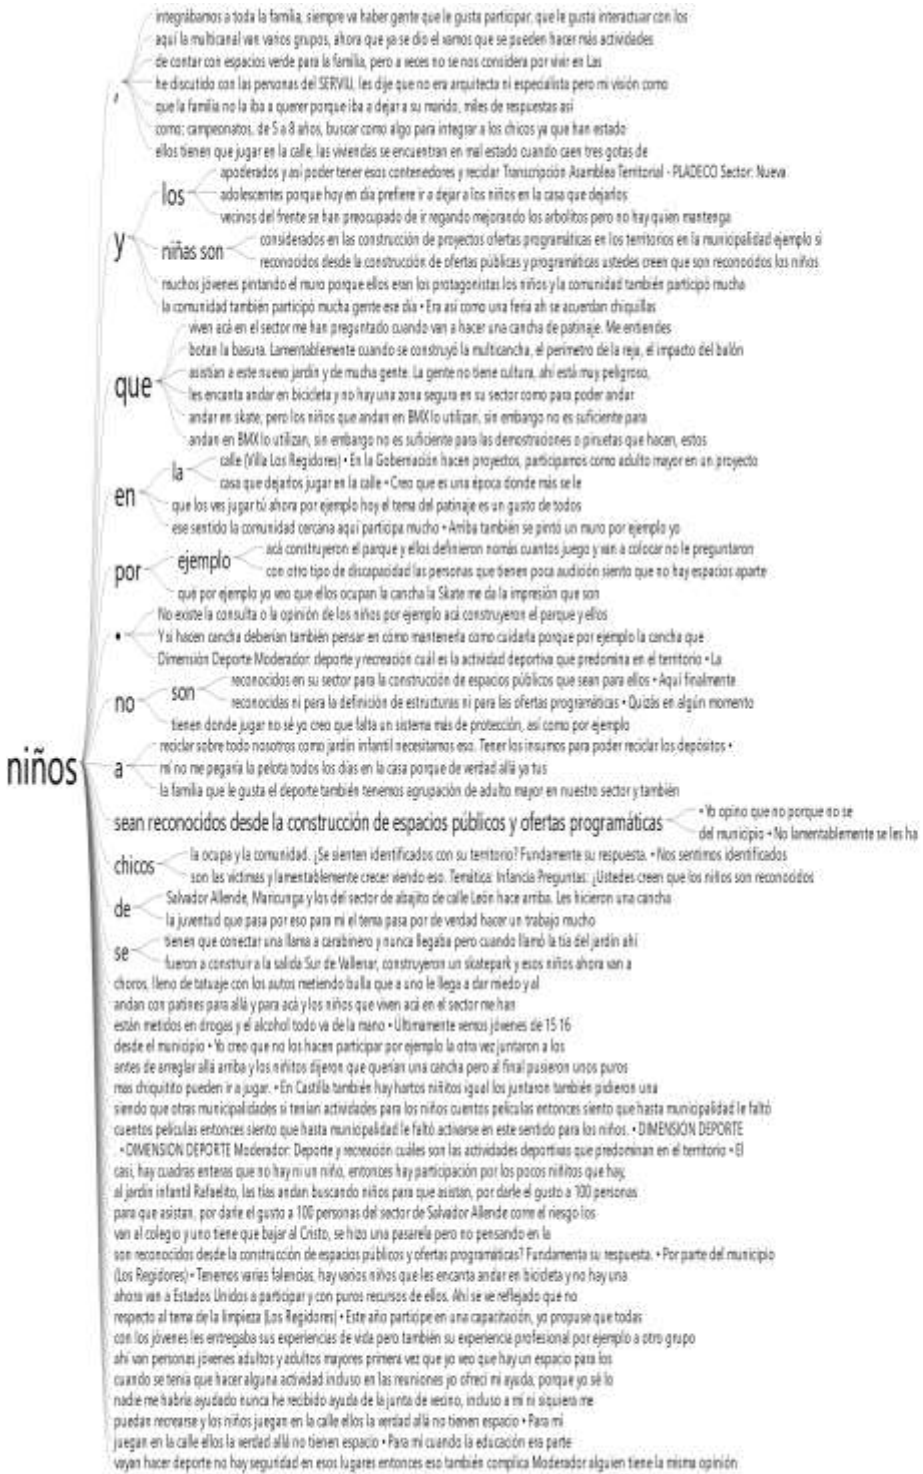 integrábamos a toda la familia, siempre va haber gente que le gusta participar, que le gusta interactuar con los
aquí la multicanal van varios grupos, ahora que ya se dio el vamos que se pueden hacer más actividades
de contar con espacios verde para la familia, pero a veces no se nos considera por vivir en Las
,
he discutido con las personas del SERVIU, les dije que no era arquitecta ni especialista pero mi visión como
que la familia no la iba a querer porque iba a dejar a su marido, miles de respuestas así
como; campeonatos, de 5 a 8 años, buscar como algo para integrar a los chicos ya que han estado
ellos tienen que jugar en la calle, las viviendas se encuentran en mal estado cuando caen tres gotas de
y
los
apoderados y así poder tener esos contenedores y reciclar Transcripción Asamblea Territorial - PLADECO Sector: Nueva
adolescentes porque hoy en día prefiere ir a dejar a los niños en la casa que dejarlos
vecinos del frente se han preocupado de ir regando mejorando los arbolitos pero no hay quien mantenga
niñas son
considerados en las construcción de proyectos ofertas programáticas en los territorios en la municipalidad ejemplo si
reconocidos desde la construcción de ofertas públicas y programáticas ustedes creen que son reconocidos los niños
muchos jóvenes pintando el muro porque ellos eran los protagonistas los niños y la comunidad también participó mucha
la comunidad también participó mucha gente ese día • Era así como una feria ah se acuerdan chiquillas
que
viven acá en el sector me han preguntado cuando van a hacer una cancha de patinaje. Me entiendes
botan la basura. Lamentablemente cuando se construyó la multicancha, el perímetro de la reja, el impacto del balón
asistían a este nuevo jardín y de mucha gente. La gente no tiene cultura, ahí está muy peligroso,
les encanta andar en bicicleta y no hay una zona segura en su sector como para poder andar
andar en skate, pero los niños que andan en BMX lo utilizan, sin embargo no es suficiente para
andan en BMX lo utilizan, sin embargo no es suficiente para las demostraciones o piruetas que hacen, estos
en
la
calle (Villa Los Regidores) • En la Gobernación hacen proyectos, participamos como adulto mayor en un proyecto
casa que dejarlos jugar en la calle • Creo que es una época donde más se le
que los ves jugar tú ahora por ejemplo hoy el tema del patinaje es un gusto de todos
ese sentido la comunidad cercana aquí participa mucho • Arriba también se pintó un muro por ejemplo yo
por
ejemplo
acá construyeron el parque y ellos definieron nomás cuantos juego y van a colocar no le preguntaron
con otro tipo de discapacidad las personas que tienen poca audición siento que no hay espacios aparte
que por ejemplo yo veo que ellos ocupan la cancha la Skate me da la impresión que son
•
No existe la consulta o la opinión de los niños por ejemplo acá construyeron el parque y ellos
Y si hacen cancha deberían también pensar en cómo mantenerla como cuidarla porque por ejemplo la cancha que
Dimensión Deporte Moderador: deporte y recreación cuál es la actividad deportiva que predomina en el territorio • La
no
son
reconocidos en su sector para la construcción de espacios públicos que sean para ellos • Aquí finalmente
reconocidas ni para la definición de estructuras ni para las ofertas programáticas • Quizás en algún momento
tienen donde jugar no sé yo creo que falta un sistema más de protección, así como por ejemplo
niños
a
reciclar sobre todo nosotros como jardín infantil necesitamos eso. Tener los insumos para poder reciclar los depósitos •
mí no me pegaría la pelota todos los días en la casa porque de verdad allá ya tus
la familia que le gusta el deporte también tenemos agrupación de adulto mayor en nuestro sector y también
sean reconocidos desde la construcción de espacios públicos y ofertas programáticas
• Yo opino que no porque no se
del municipio • No lamentablemente se les ha
chicos
la ocupa y la comunidad. ¿Se sienten identificados con su territorio? Fundamente su respuesta. • Nos sentimos identificados
son las víctimas y lamentablemente crecer viendo eso. Temática: Infancia Preguntas: ¿Ustedes creen que los niños son reconocidos
de
Salvador Allende, Maricunga y los del sector de abajito de calle León hace arriba. Les hicieron una cancha
la juventud que pasa por eso para mi el tema pasa por de verdad hacer un trabajo mucho
se
tienen que conectar una llama a carabinero y nunca llegaba pero cuando llamó la tía del jardín ahí
fueron a construir a la salida Sur de Vallenar, construyeron un skatepark y esos niños ahora van a
choros, lleno de tatuaje con los autos metiendo bulla que a uno le llega a dar miedo y al
andan con patines para allá y para acá y los niños que viven acá en el sector me han
están metidos en drogas y el alcohol todo va de la mano • Últimamente vemos jóvenes de 15 16
desde el municipio • Yo creo que no los hacen participar por ejemplo la otra vez juntaron a los
antes de arreglar allá arriba y los niñitos dijeron que querían una cancha pero al final pusieron unos puros
mas chiquitito pueden ir a jugar. • En Castilla también hay hartos niñitos igual los juntaron también pidieron una
siendo que otras municipalidades si tenían actividades para los niños cuentos películas entonces siento que hasta municipalidad le faltó
cuentos películas entonces siento que hasta municipalidad le faltó activarse en este sentido para los niños. • DIMENSION DEPORTE
. • DIMENSION DEPORTE Moderador: Deporte y recreación cuáles son las actividades deportivas que predominan en el territorio • El
casi, hay cuadras enteras que no hay ni un niño, entonces hay participación por los pocos niñitos que hay,
al jardín infantil Rafaelito, las tías andan buscando niños para que asistan, por darle el gusto a 100 personas
para que asistan, por darle el gusto a 100 personas del sector de Salvador Allende corre el riesgo los
van al colegio y uno tiene que bajar al Cristo, se hizo una pasarela pero no pensando en la
son reconocidos desde la construcción de espacios públicos y ofertas programáticas? Fundamenta su respuesta. • Por parte del municipio
(Los Regidores) • Tenemos varias falencias, hay varios niños que les encanta andar en bicicleta y no hay una
ahora van a Estados Unidos a participar y con puros recursos de ellos. Ahí se ve reflejado que no
respecto al tema de la limpieza (Los Regidores) • Este año participe en una capacitación, yo propuse que todas
con los jóvenes les entregaba sus experiencias de vida pero también su experiencia profesional por ejemplo a otro grupo
ahí van personas jóvenes adultos y adultos mayores primera vez que yo veo que hay un espacio para los
cuando se tenía que hacer alguna actividad incluso en las reuniones yo ofrecí mi ayuda, porque yo sé lo
nadie me habría ayudado nunca he recibido ayuda de la junta de vecino, incluso a mí ni siquiera me
puedan recrearse y los niños juegan en la calle ellos la verdad allá no tienen espacio • Para mí
juegan en la calle ellos la verdad allá no tienen espacio • Para mí cuando la educación era parte
vayan hacer deporte no hay seguridad en esos lugares entonces eso también complica Moderador alguien tiene la misma opinión